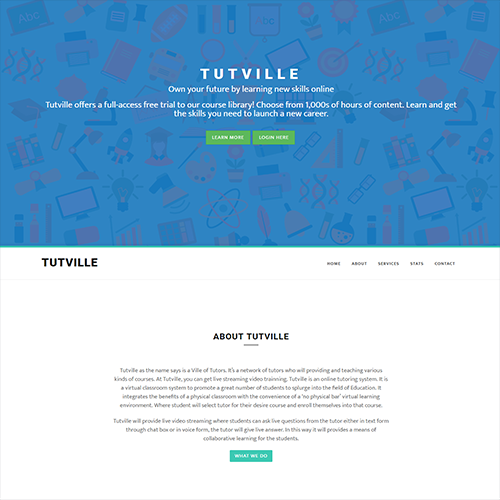 Abc
TUTVILLE
Own your future by learning new skills online
Tutville offers a full-access free trial to our course library! Choose from 1,000s of hours of content. Learn and get
the skills you need to launch a new career.
LEARN MORE LOGIN HERE
TUTVILLE
HOME ABOUT SERVICES STATS CONTACT
ABOUT TUTVILLE
Tutville as the name says is a Ville of Tutors. It's a network of tutors who will providing and teaching various
kinds of courses. At Tutville, you can get live streaming video trainning. Tutville is an online tutoring system. It is
a virtual classroom system to promote a great number of students to splurge into the field of Education. It
integrates the benefits of a physical classroom with the convenience of a 'no physical bar' virtual learning
environment. Where student will select tutor for their desire course and enroll themselves into that course.
Tutville will provide live video streaming where students can ask live questions from the tutor either in text form
through chat box or in voice form, the tutor will give live answer. In this way it will provides a means of
collaborative learning for the students.
WHAT WE DO